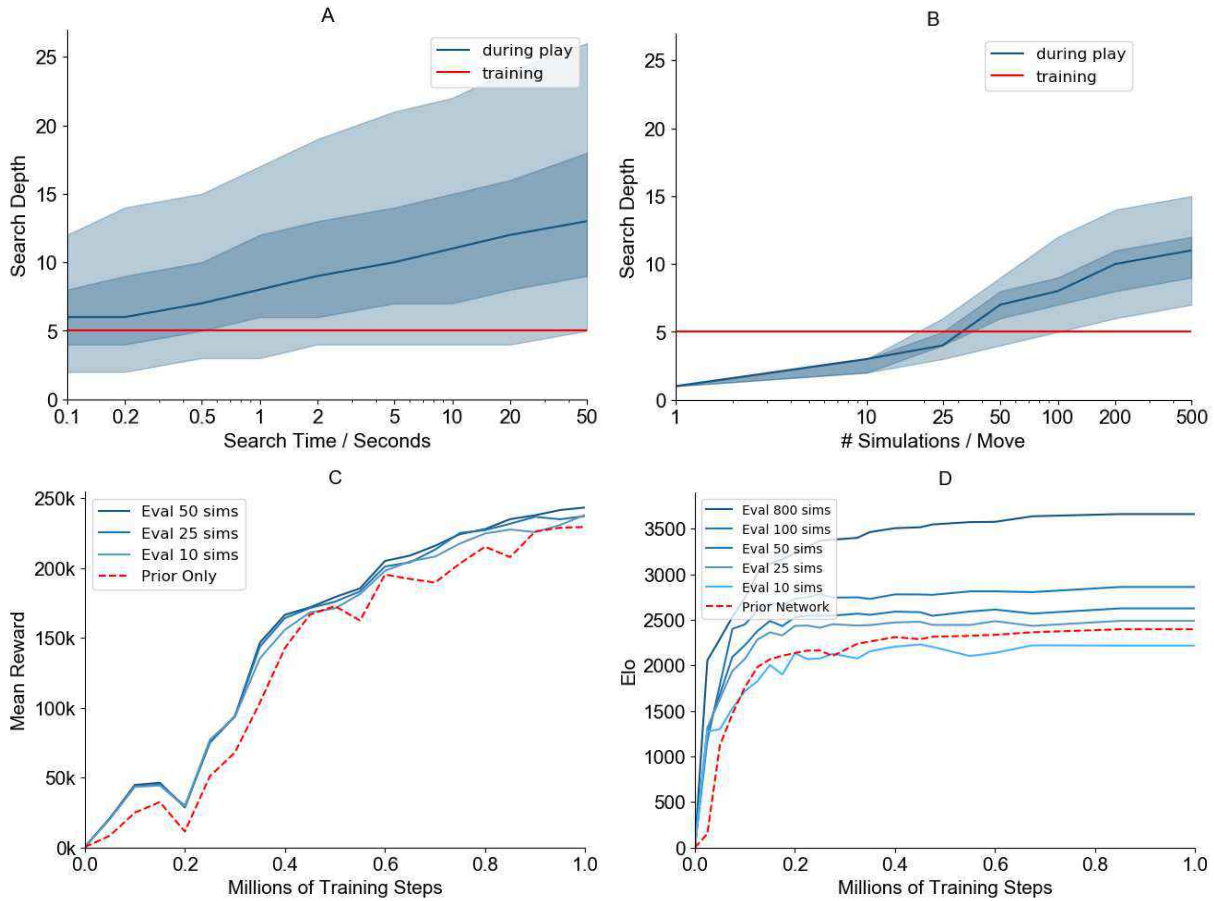 A
25
20
15
10
5
0
Search Depth
during play
training
0.1 0.2 0.5 1 2 5 10 20 50
Search Time / Seconds
B
25
20
15
10
5
0
Search Depth
during play
training
1 10 25 50 100 200 500
# Simulations / Move
C
250k
200k
150k
100k
50k
0k
Mean Reward
Eval 50 sims
Eval 25 sims
Eval 10 sims
Prior Only
0.0 0.2 0.4 0.6 0.8 1.0
Millions of Training Steps
D
3500
3000
2500
2000
1500
1000
500
0
Elo
Eval 800 sims
Eval 100 sims
Eval 50 sims
Eval 25 sims
Eval 10 sims
Prior Network
0.0 0.2 0.4 0.6 0.8 1.0
Millions of Training Steps